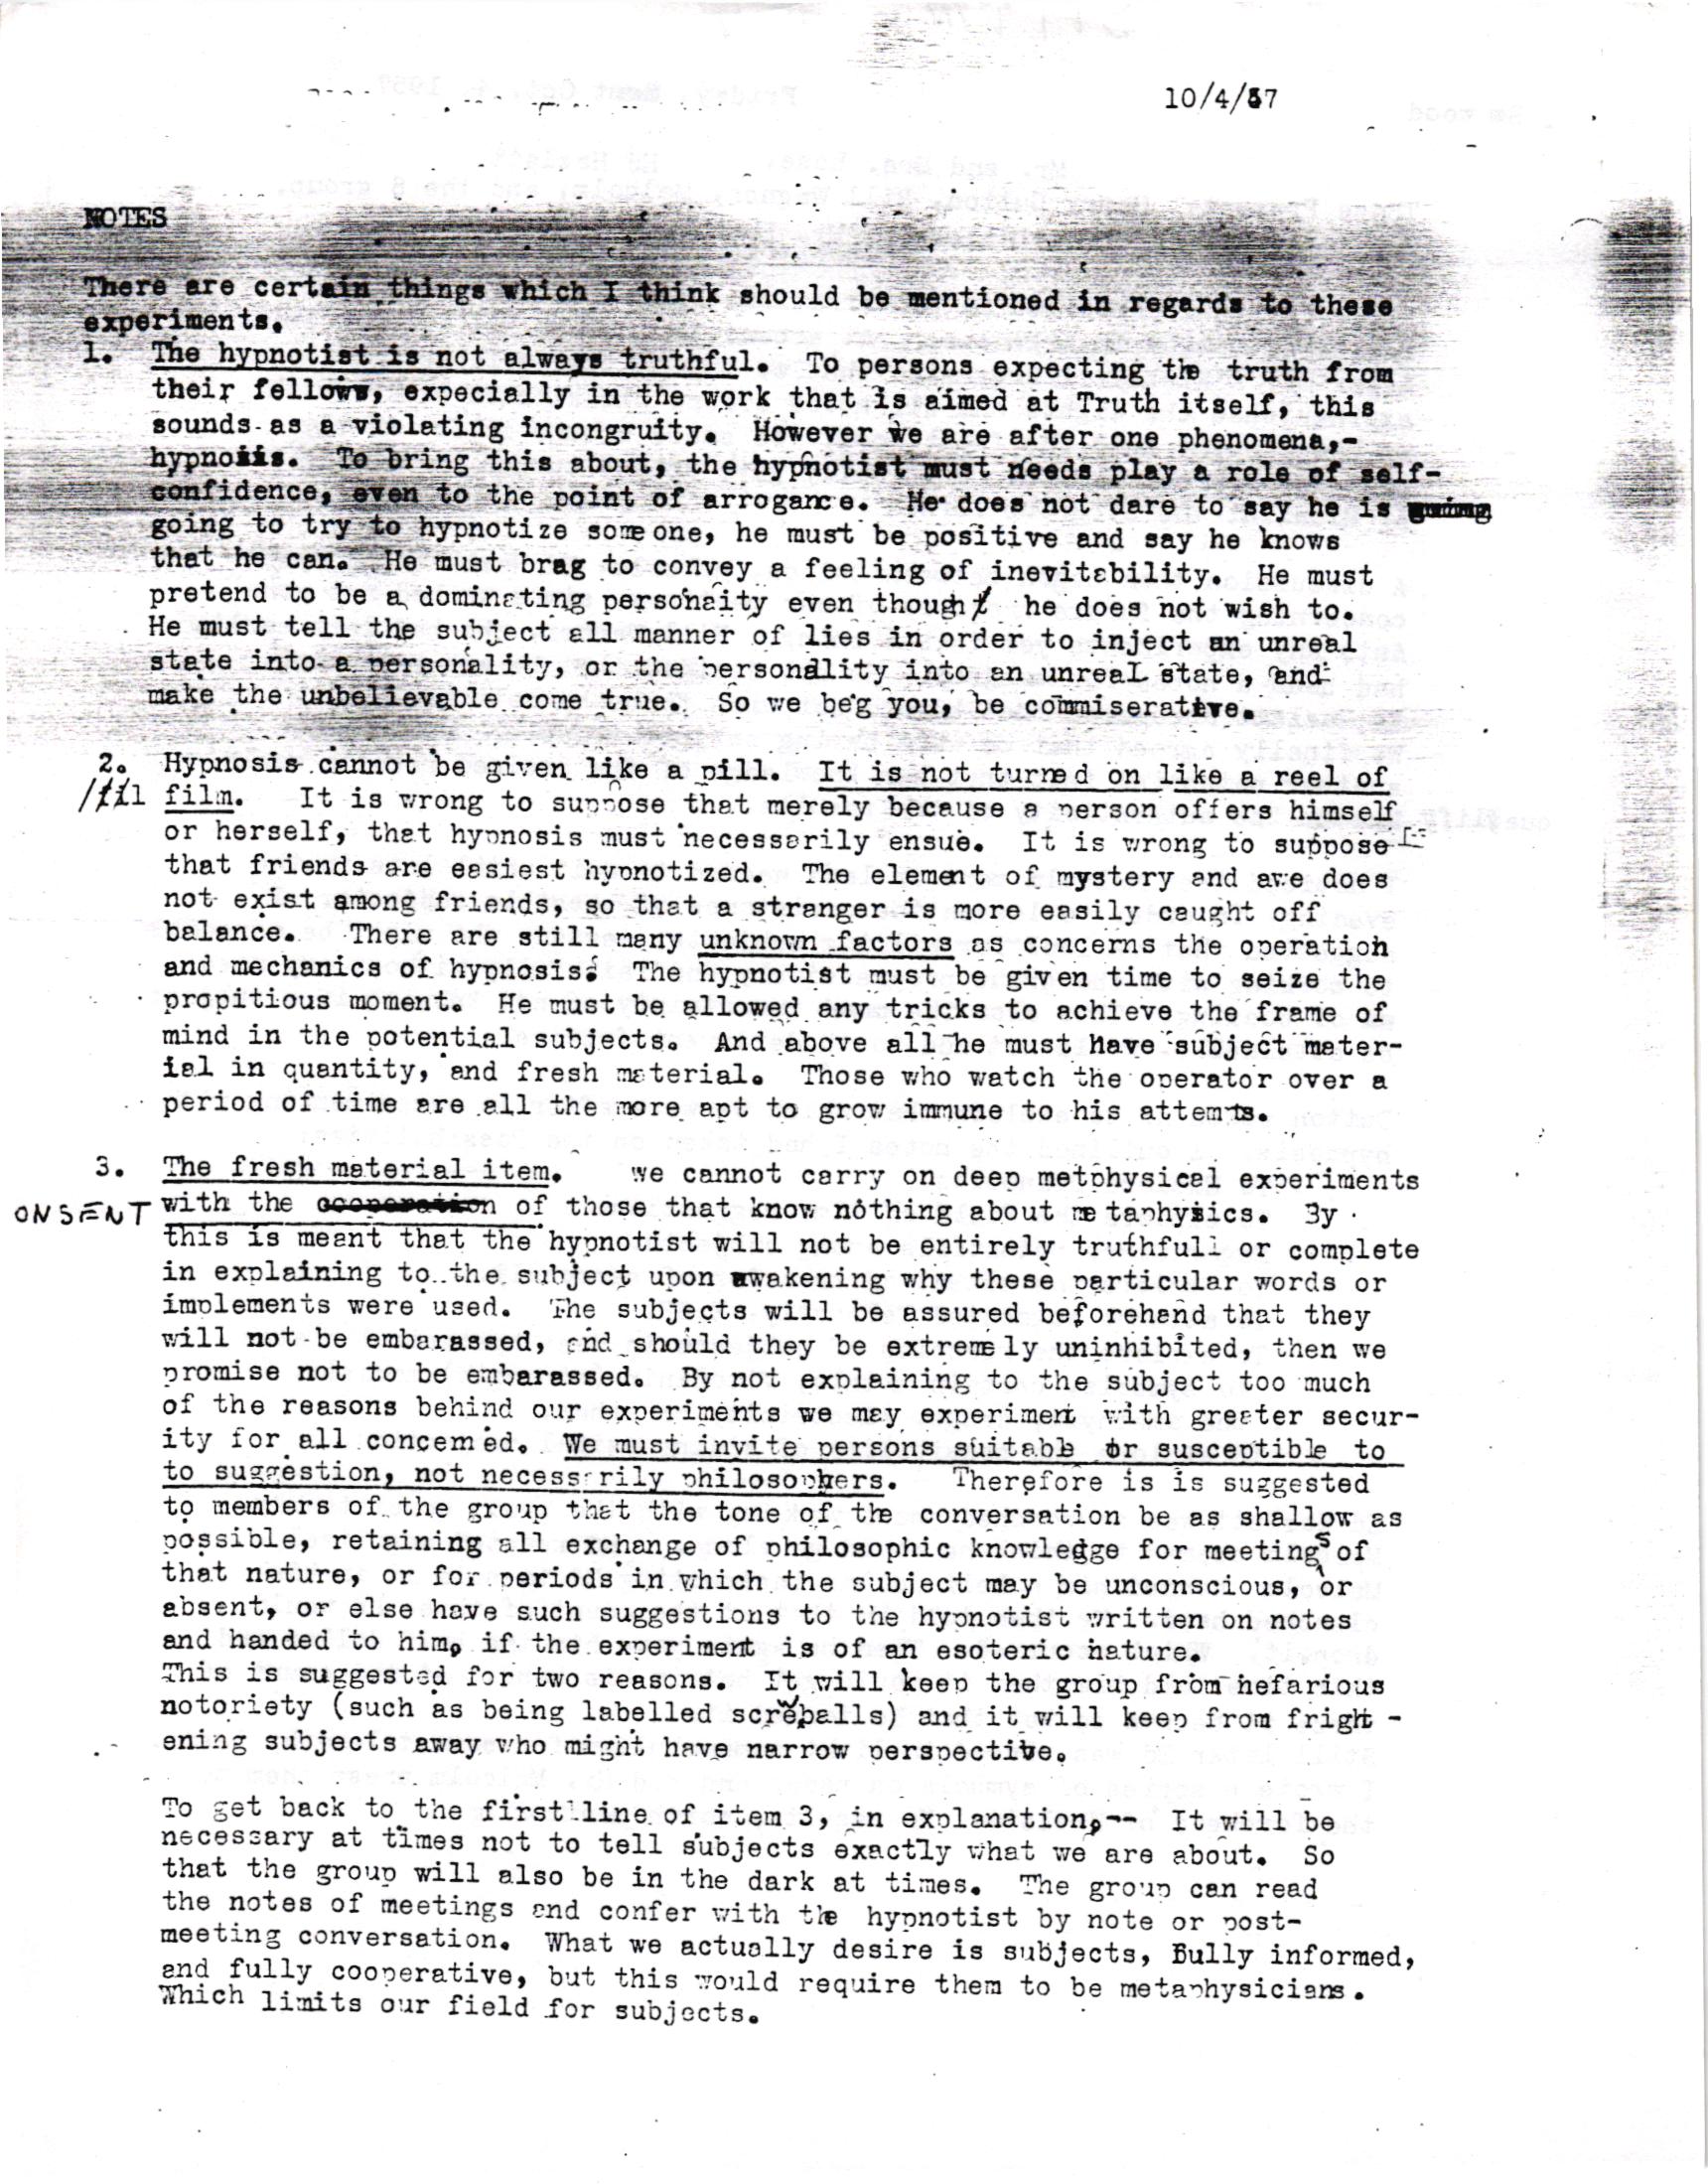 10/4/57
NOTES
There are certain things which I think should be mentioned in regards to these
experiments.
1. The hypnotist is not always truthful. To persons expecting the truth from
their fellows, expecially in the work that is aimed at Truth itself, this
sounds as a violating incongruity. However we are after one phenomena,-
hypnosis. To bring this about, the hypnotist must needs play a role of self-
confidence, even to the point of arrogance. He does not dare to say he is going
going to try to hypnotize someone, he must be positive and say he knows
that he can. He must brag to convey a feeling of inevitability. He must
pretend to be a dominating personaity even though he does not wish to.
He must tell the subject all manner of lies in order to inject an unreal
state into a personality, or the personality into an unreal state, and
make the unbelievable come true. So we beg you, be commiserative.
2. Hypnosis cannot be given like a pill. It is not turned on like a reel of
film. It is wrong to suppose that merely because a person offers himself
or herself, that hypnosis must necessarily ensue. It is wrong to suppose
that friends are easiest hypnotized. The element of mystery and awe does
not exist among friends, so that a stranger is more easily caught off
balance. There are still many unknown factors as concerns the operation
and mechanics of hypnosis. The hypnotist must be given time to seize the
propitious moment. He must be allowed any tricks to achieve the frame of
mind in the potential subjects. And above all he must have subject mater-
ial in quantity, and fresh material. Those who watch the operator over a
period of time are all the more apt to grow immune to his attemts.
3. The fresh material item. we cannot carry on deep metphysical experiments
ONSENT with the cooperation of those that know nothing about metaphysics. By
this is meant that the hypnotist will not be entirely truthfull or complete
in explaining to the subject upon awakening why these particular words or
implements were used. The subjects will be assured beforehand that they
will not be embarassed, and should they be extremely uninhibited, then we
promise not to be embarassed. By not explaining to the subject too much
of the reasons behind our experiments we may experiment with greater secur-
ity for all concerned. We must invite persons suitable or susceptible to
to suggestion, not necessarily philosophers. Therefore is is suggested
to members of the group that the tone of the conversation be as shallow as
possible, retaining all exchange of philosophic knowledge for meetings of
that nature, or for periods in which the subject may be unconscious, or
absent, or else have such suggestions to the hypnotist written on notes
and handed to him, if the experiment is of an esoteric nature.
This is suggested for two reasons. It will keep the group from nefarious
notoriety (such as being labelled screwballs) and it will keep from fright -
ening subjects away who might have narrow perspective.
To get back to the first line of item 3, in explanation,-- It will be
necessary at times not to tell subjects exactly what we are about. So
that the group will also be in the dark at times. The group can read
the notes of meetings and confer with the hypnotist by note or post-
meeting conversation. What we actually desire is subjects, Bully informed,
and fully cooperative, but this would require them to be metaphysicians.
Which limits our field for subjects.